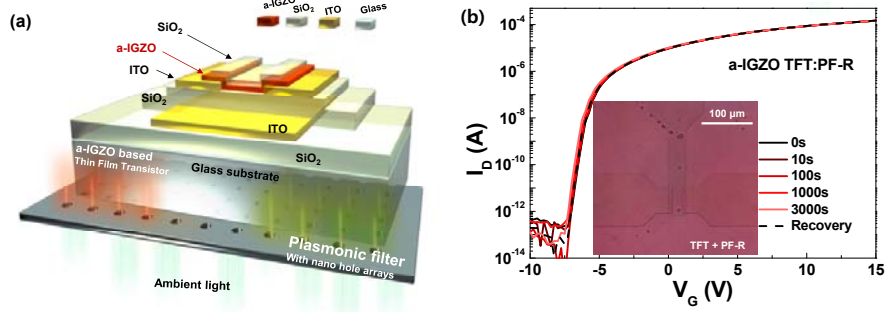 (a)
a-IGZO
SiO2
ITO
Glass
SiO2
a-IGZO
ITO
SiO2
ITO
SiO2
a-IGZO based
Thin Film Transistor
Glass substrate
Plasmonic filter
With nano hole arrays
Ambient light
(b)
10^-4
10^-6
10^-8
10^-10
10^-12
10^-14
I_D (A)
a-IGZO TFT:PF-R
100 μm
TFT + PF-R
0s
10s
100s
1000s
3000s
Recovery
-10
-5
0
5
10
15
V_G (V)